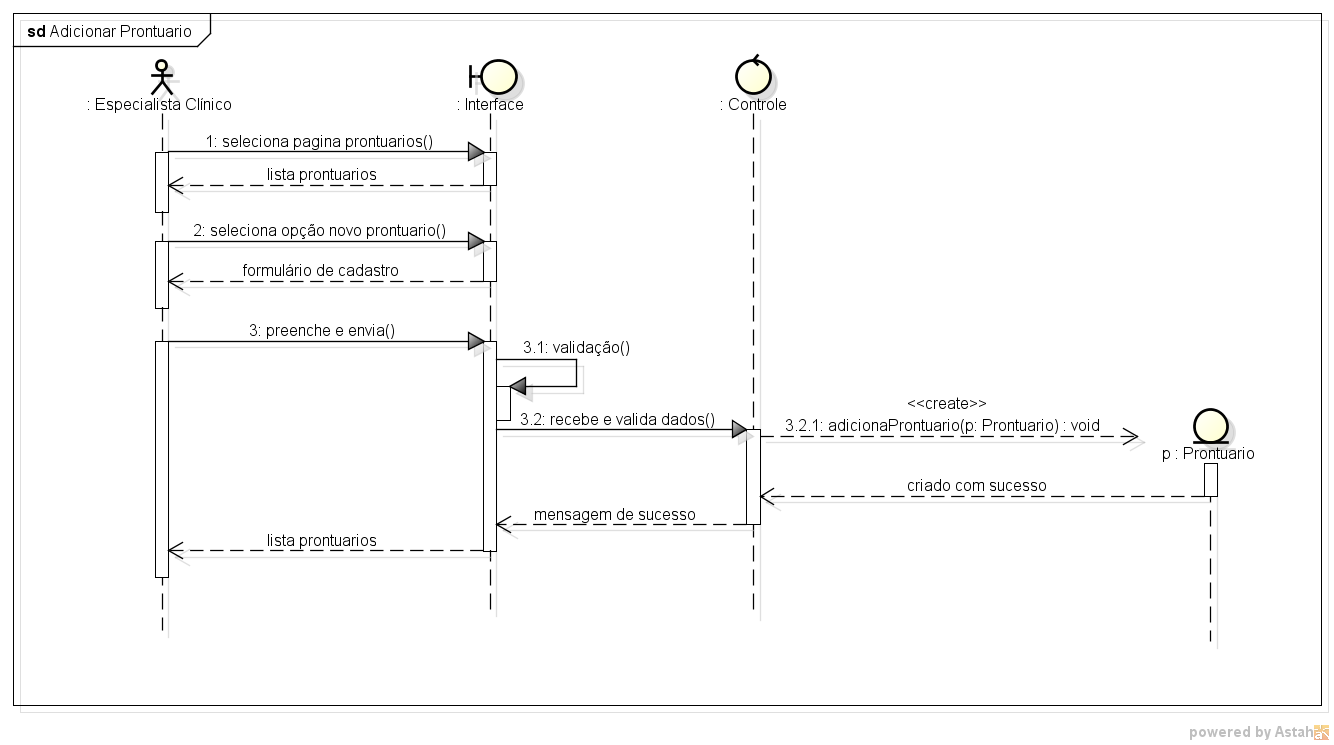 sd Adicionar Prontuario
: Especialista Clínico
: Interface
: Controle
1: seleciona pagina prontuarios()
lista prontuarios
2: seleciona opção novo prontuario()
formulário de cadastro
3: preenche e envia()
3.1: validação()
3.2: recebe e valida dados()
<<create>>
3.2.1: adicionaProntuario(p: Prontuario) : void
p : Prontuario
criado com sucesso
mensagem de sucesso
lista prontuarios
powered by Astah